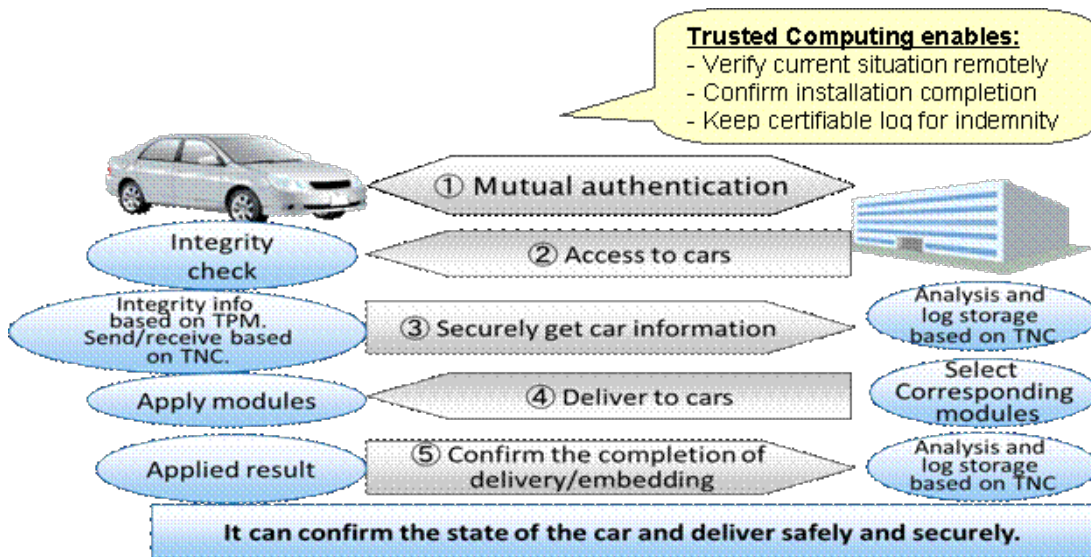 Trusted Computing enables:
- Verify current situation remotely
- Confirm installation completion
- Keep certifiable log for indemnity
① Mutual authentication
Integrity
check
② Access to cars
Integrity info
based on TPM.
Send/receive based
on TNC.
③ Securely get car information
Analysis and
log storage
based on TNC
Apply modules
④ Deliver to cars
Select
Corresponding
modules
Applied result
⑤ Confirm the completion of
delivery/embedding
Analysis and
log storage
based on TNC
It can confirm the state of the car and deliver safely and securely.